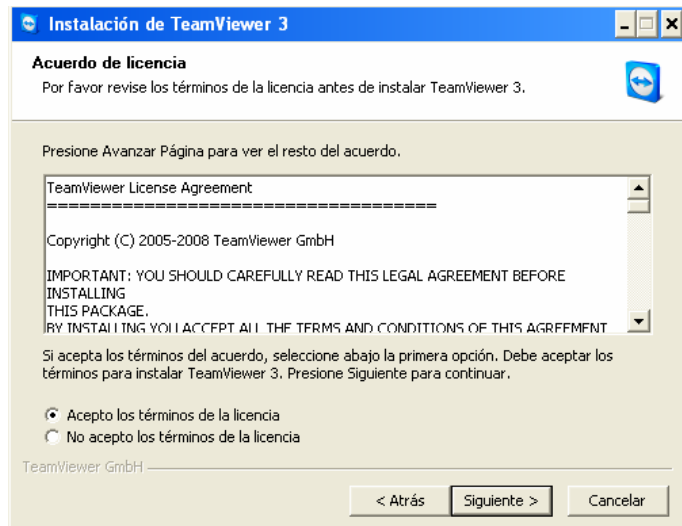 Instalación de TeamViewer 3
Acuerdo de licencia
Por favor revise los términos de la licencia antes de instalar TeamViewer 3.
Presione Avanzar Página para ver el resto del acuerdo.
TeamViewer License Agreement
=====================================
Copyright (C) 2005-2008 TeamViewer GmbH
IMPORTANT: YOU SHOULD CAREFULLY READ THIS LEGAL AGREEMENT BEFORE
INSTALLING
THIS PACKAGE.
BY INSTALLING YOU ACCEPT ALL THE TERMS AND CONDITIONS OF THIS AGREEMENT
Si acepta los términos del acuerdo, seleccione abajo la primera opción. Debe aceptar los
términos para instalar TeamViewer 3. Presione Siguiente para continuar.
Acepto los términos de la licencia
No acepto los términos de la licencia
TeamViewer GmbH
< Atrás Siguiente > Cancelar